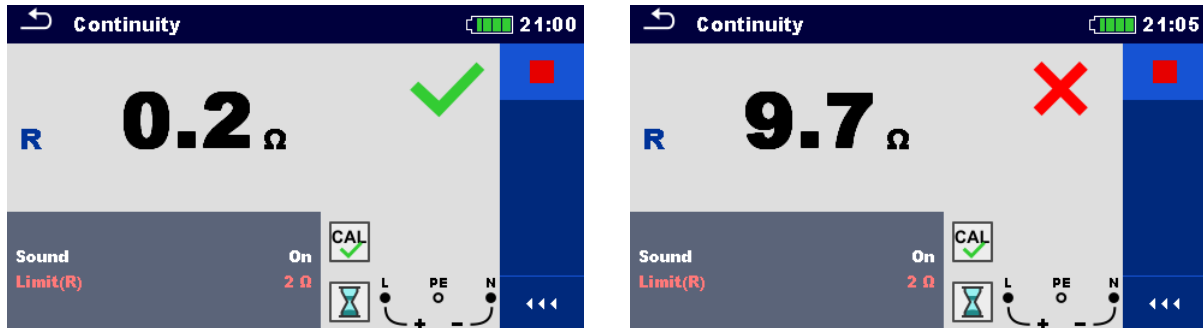 Continuity 21:00
R 0.2 Ω
CAL
Sound On
Limit(R) 2 Ω
L PE N
+ -
Continuity 21:05
R 9.7 Ω
CAL
Sound On
Limit(R) 2 Ω
L PE N
+ -